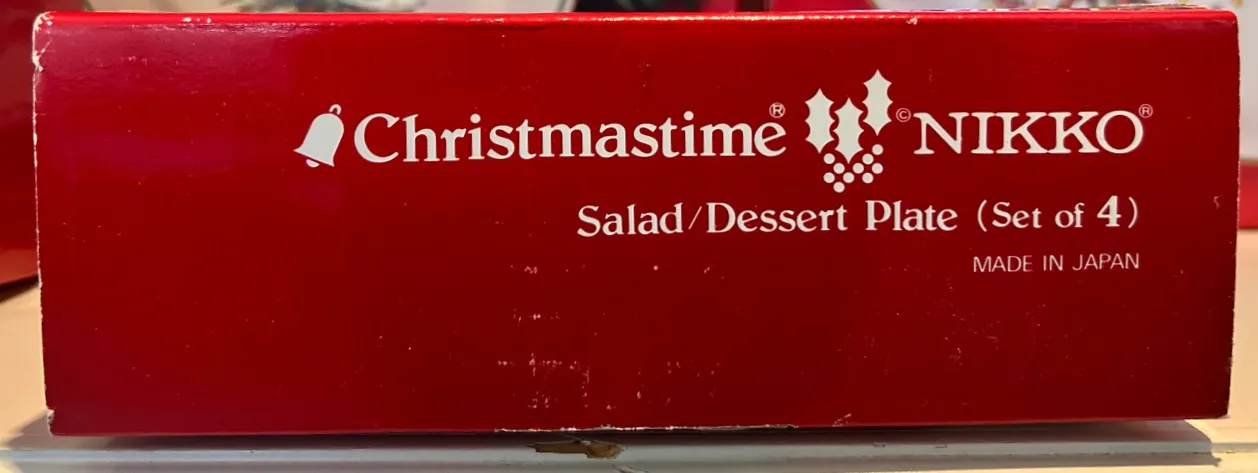 Christmastime® © NIKKO®
Salad/Dessert Plate (Set of 4)
MADE IN JAPAN